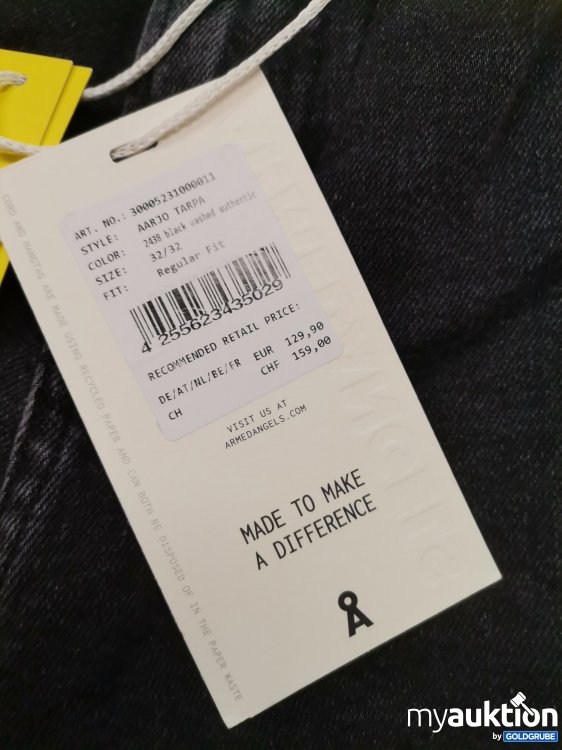 ART. NO.: 30005231000011
STYLE: AARJO TARPA
COLOR: 2438 black washed authentic
SIZE: 32/32
FIT: Regular Fit
4 255623435029
RECOMMENDED RETAIL PRICE:
DE/AT/NL/BE/FR EUR 129,90
CH CHF 159,00
VISIT US AT
ARMEDANGELS.COM
MADE TO MAKE
A DIFFERENCE
CORD AND HANGTAG ARE MADE USING RECYCLED PAPER AND CAN BOTH BE DISPOSED OF IN THE PAPER WASTE
ARMEDANGELS
myauktion
by GOLDGRUBE